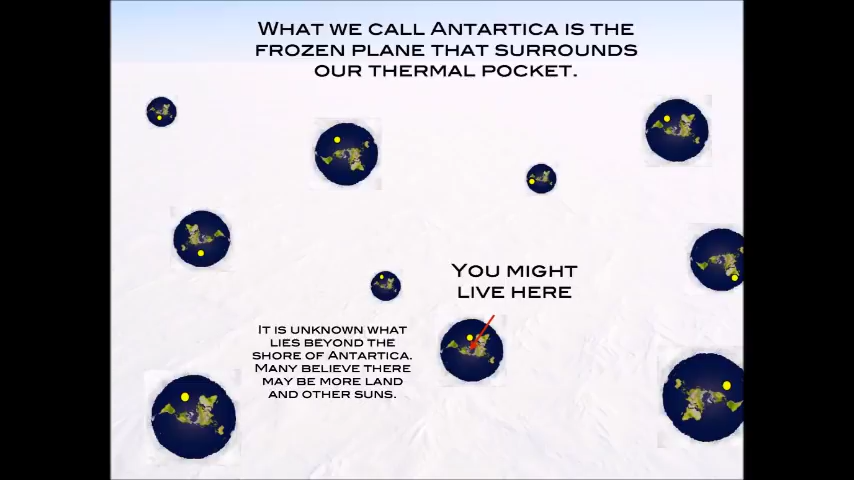 What we call Antartica is the
frozen plane that surrounds
our thermal pocket.
You might
live here
It is unknown what
lies beyond the
shore of Antartica.
Many believe there
may be more land
and other suns.